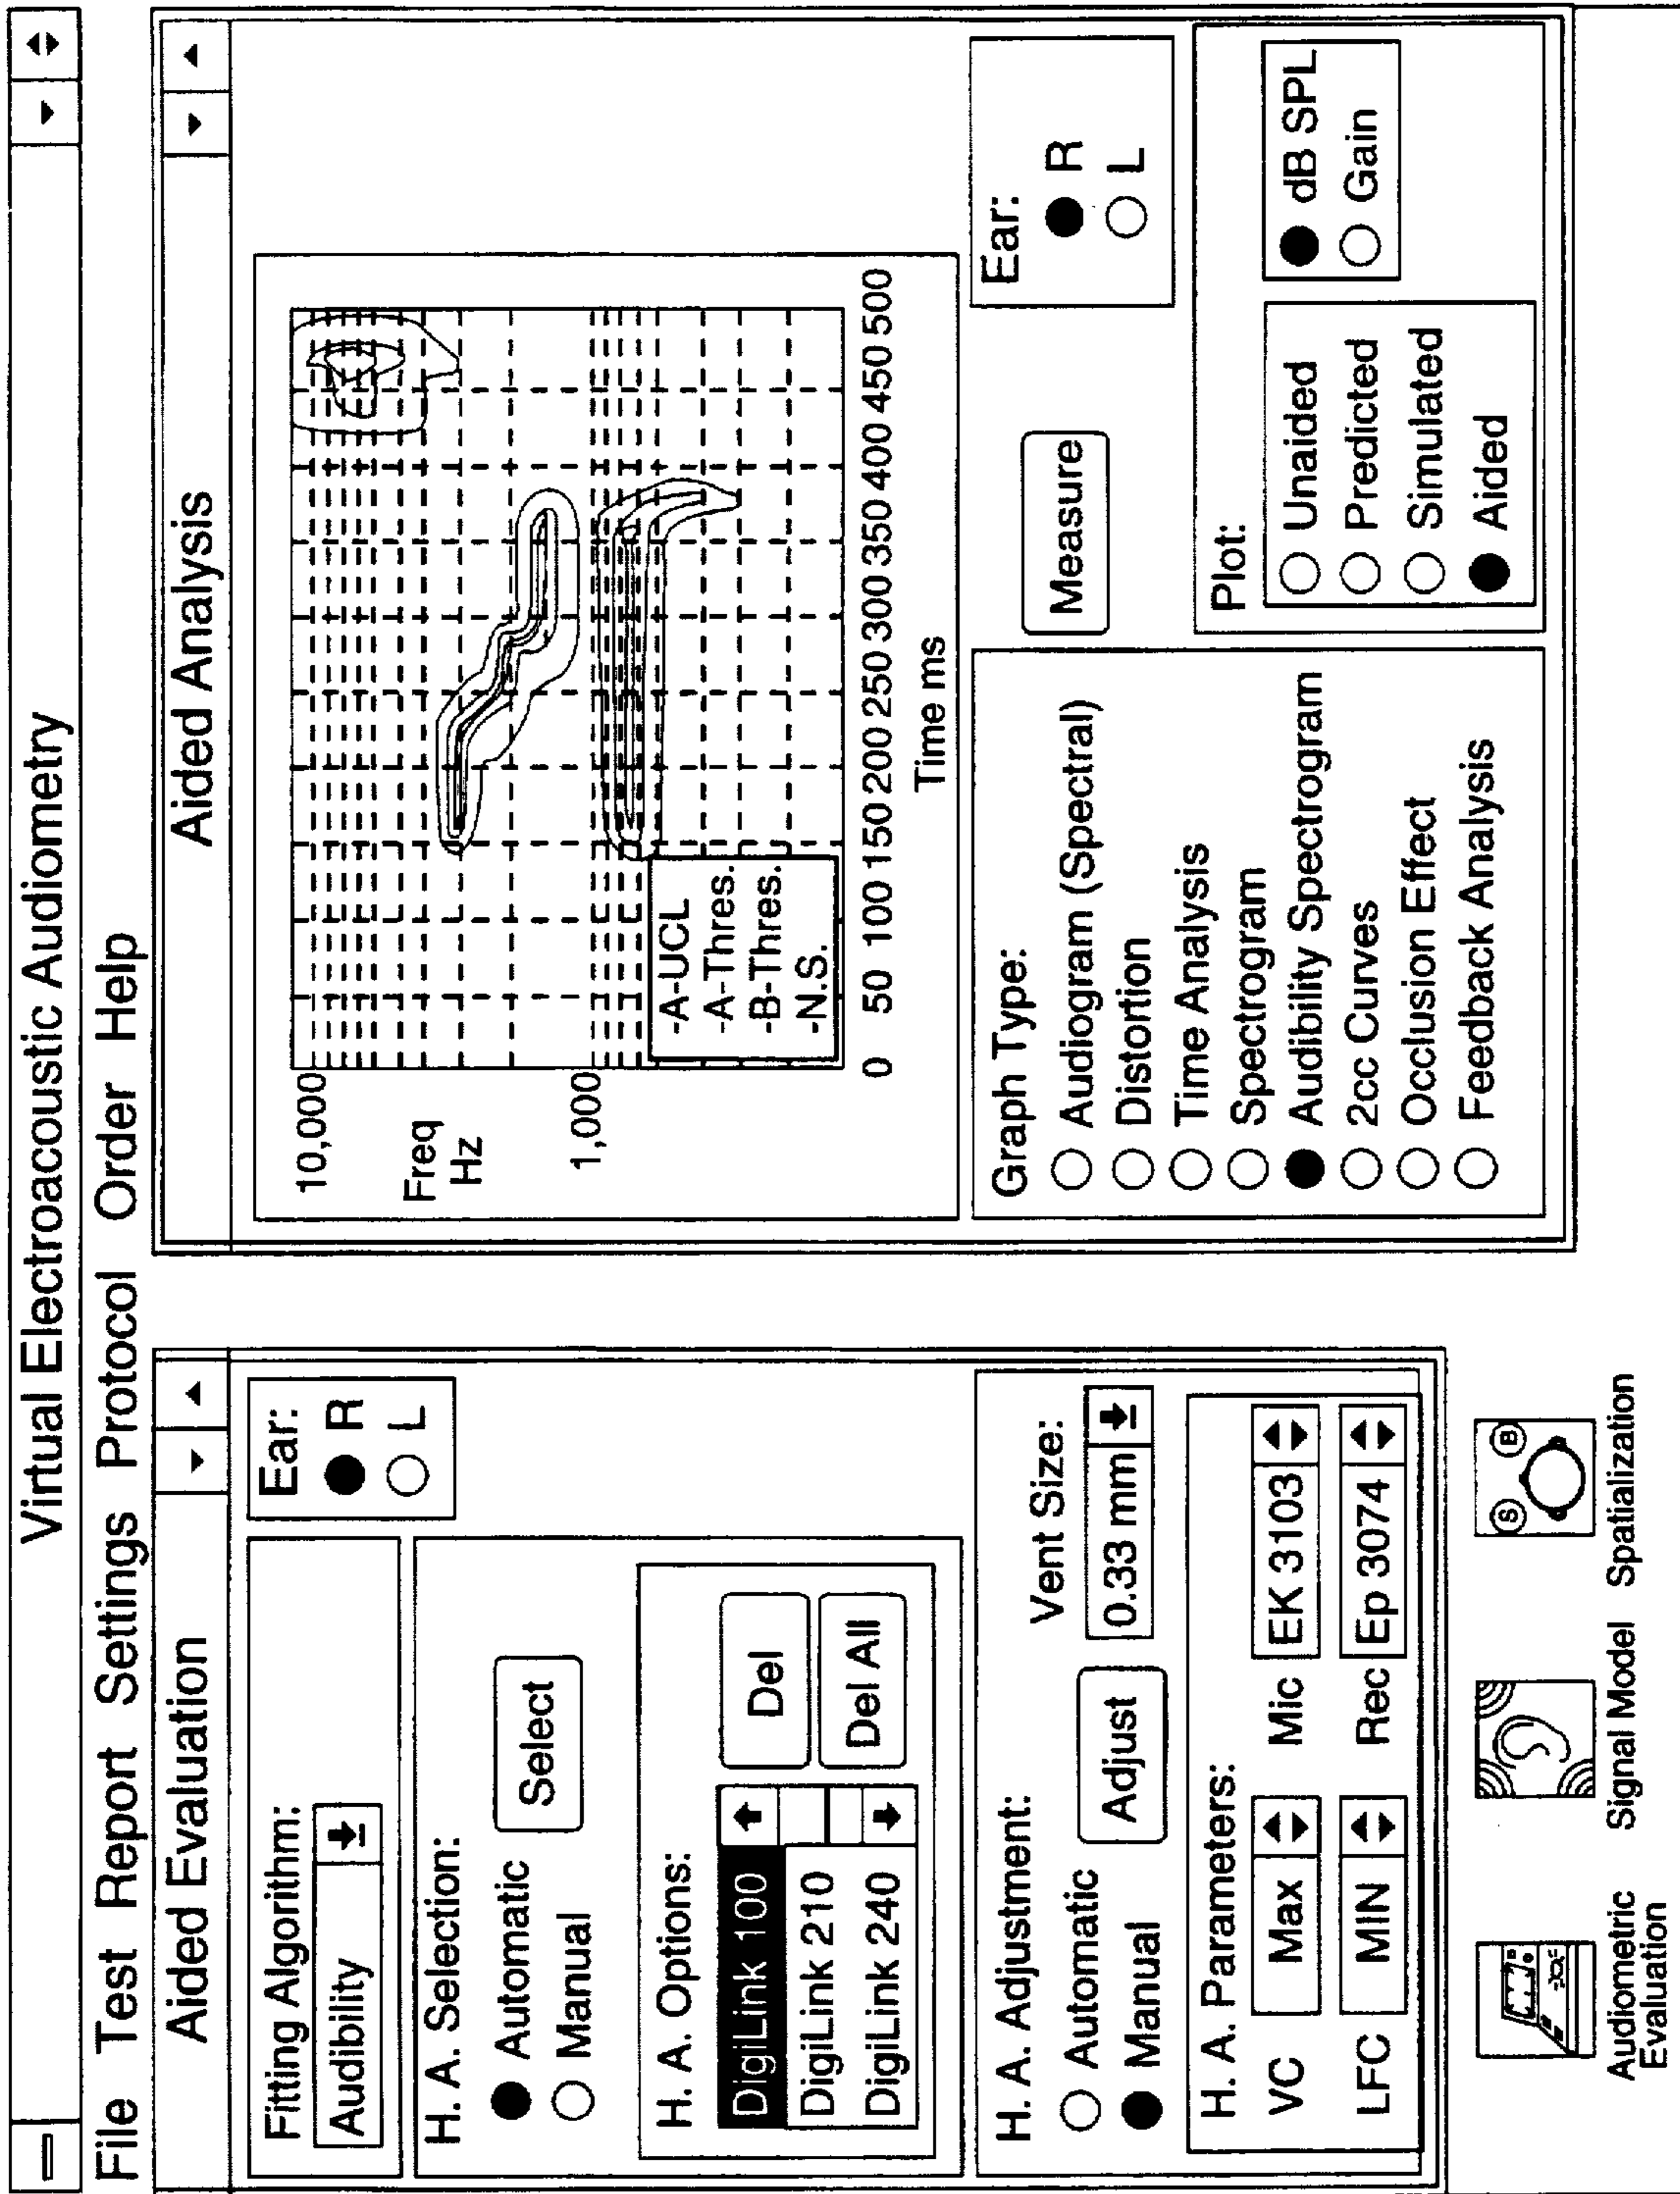 Virtual Electroacoustic Audiometry
File Test Report Settings Protocol Order Help
Aided Evaluation
Fitting Algorithm:
Audibility
Ear:
R
L
H. A. Selection:
Automatic
Manual
Select
H. A. Options:
DigiLink 100
DigiLink 210
DigiLink 240
Del
Del All
H. A. Adjustment:
Automatic
Manual
Adjust
Vent Size:
0.33 mm
H. A. Parameters:
VC Max Mic EK 3103
LFC MIN Rec Ep 3074
Audiometric
Evaluation
Signal Model
S B
Spatialization
Aided Analysis
10,000
Freq
Hz
1,000
-A-UCL
-A-Thres.
-B-Thres.
-N.S.
0 50 100 150 200 250 300 350 400 450 500
Time ms
Graph Type:
Audiogram (Spectral)
Distortion
Time Analysis
Spectrogram
Audibility Spectrogram
2cc Curves
Occlusion Effect
Feedback Analysis
Measure
Ear:
R
L
Plot:
Unaided
Predicted
Simulated
Aided
dB SPL
Gain